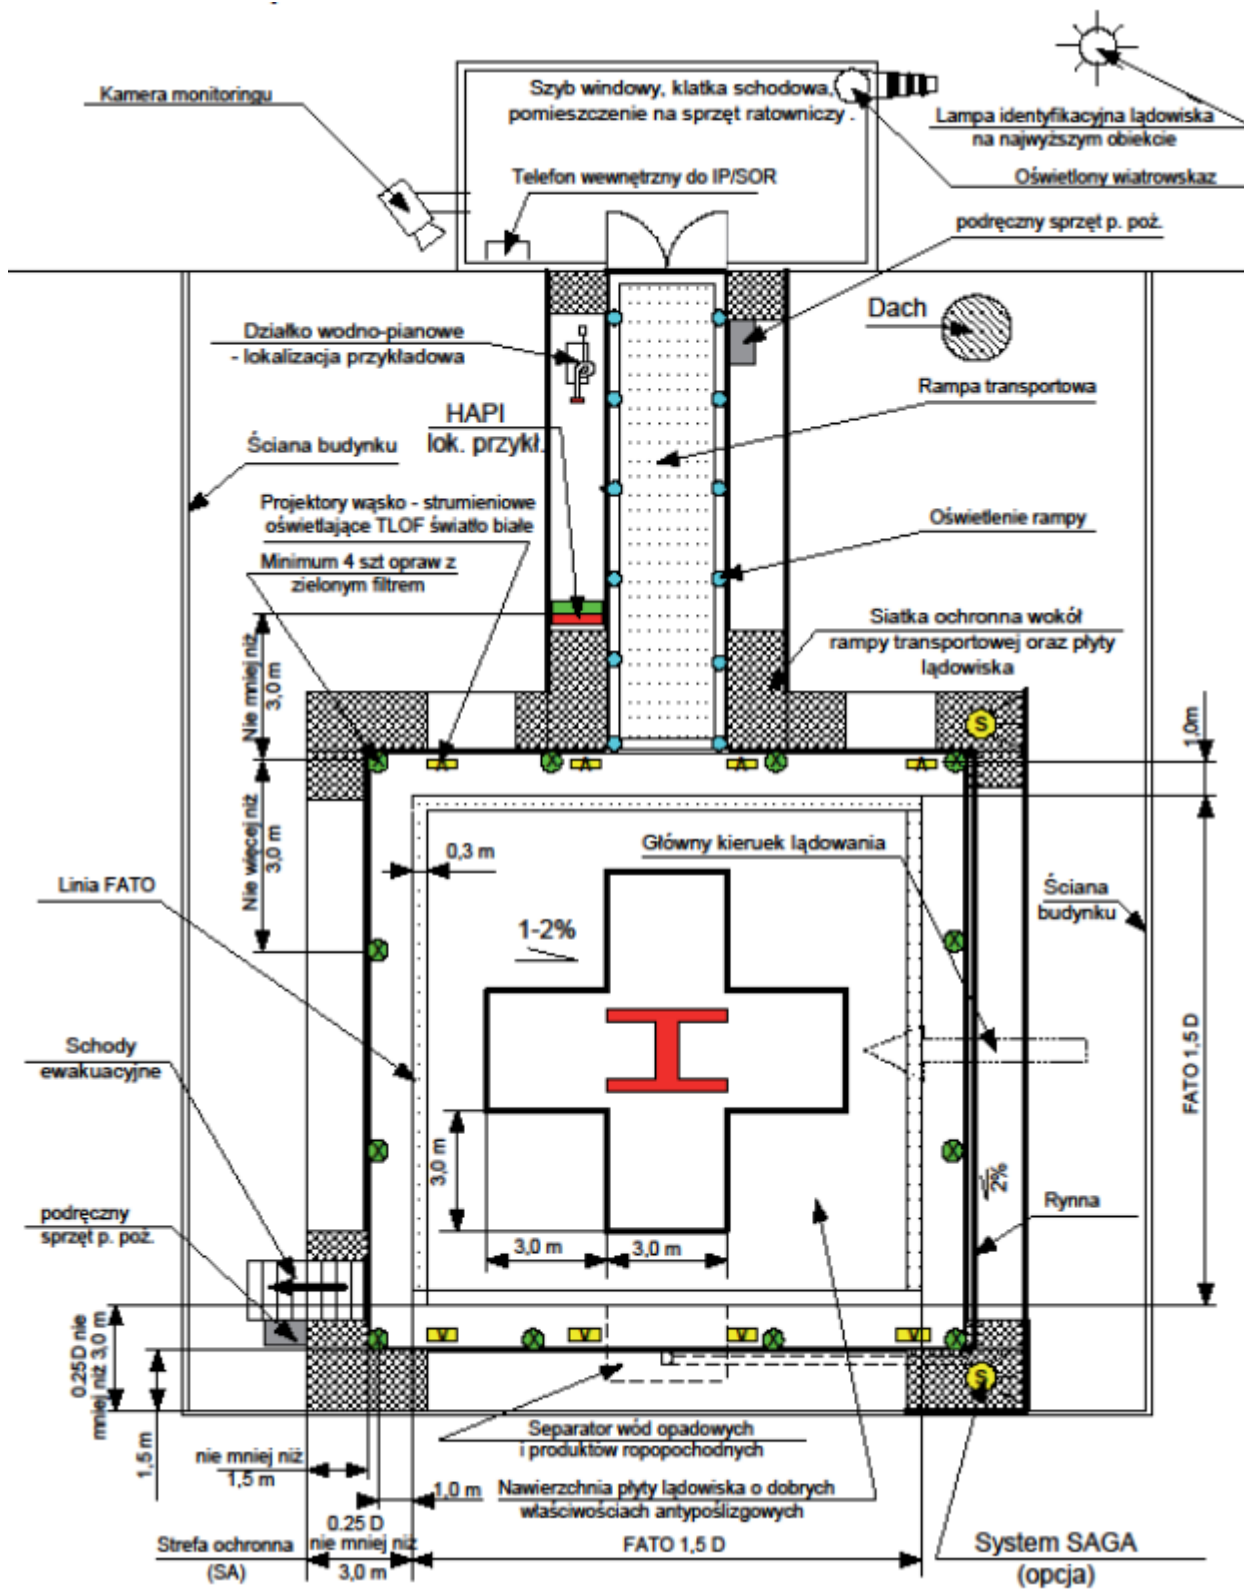 Kamera monitoringu
Szyb windowy, klatka schodowa,
pomieszczenie na sprzęt ratowniczy .
Lampa identyfikacyjna lądowiska
na najwyższym obiekcie
Telefon wewnętrzny do IP/SOR
Oświetlony wiatrowskaz
podręczny sprzęt p. poż.
Dach
Działko wodno-pianowe
- lokalizacja przykładowa
Rampa transportowa
HAPI
lok. przykł.
Ściana budynku
Projektory wąsko - strumieniowe
oświetlające TLOF światło białe
Oświetlenie rampy
Minimum 4 szt opraw z
zielonym filtrem
Siatka ochronna wokół
rampy transportowej oraz płyty
lądowiska
Nie mniej niż
3,0 m
S
1,0m
Nie więcej niż
3,0 m
0,3 m
Główny kieruek lądowania
Linia FATO
Ściana
budynku
1-2%
H
FATO 1,5 D
Schody
ewakuacyjne
3,0 m
2%
Rynna
podręczny
sprzęt p. poż.
3,0 m
3,0 m
0.25 D nie
mniej niż 3,0 m
S
1,5 m
Separator wód opadowych
i produktów ropopochodnych
nie mniej niż
1,5 m
1,0 m
Nawierzchnia płyty lądowiska o dobrych
właściwościach antypoślizgowych
Strefa ochronna
(SA)
0.25 D
nie mniej niż
3,0 m
FATO 1,5 D
System SAGA
(opcja)